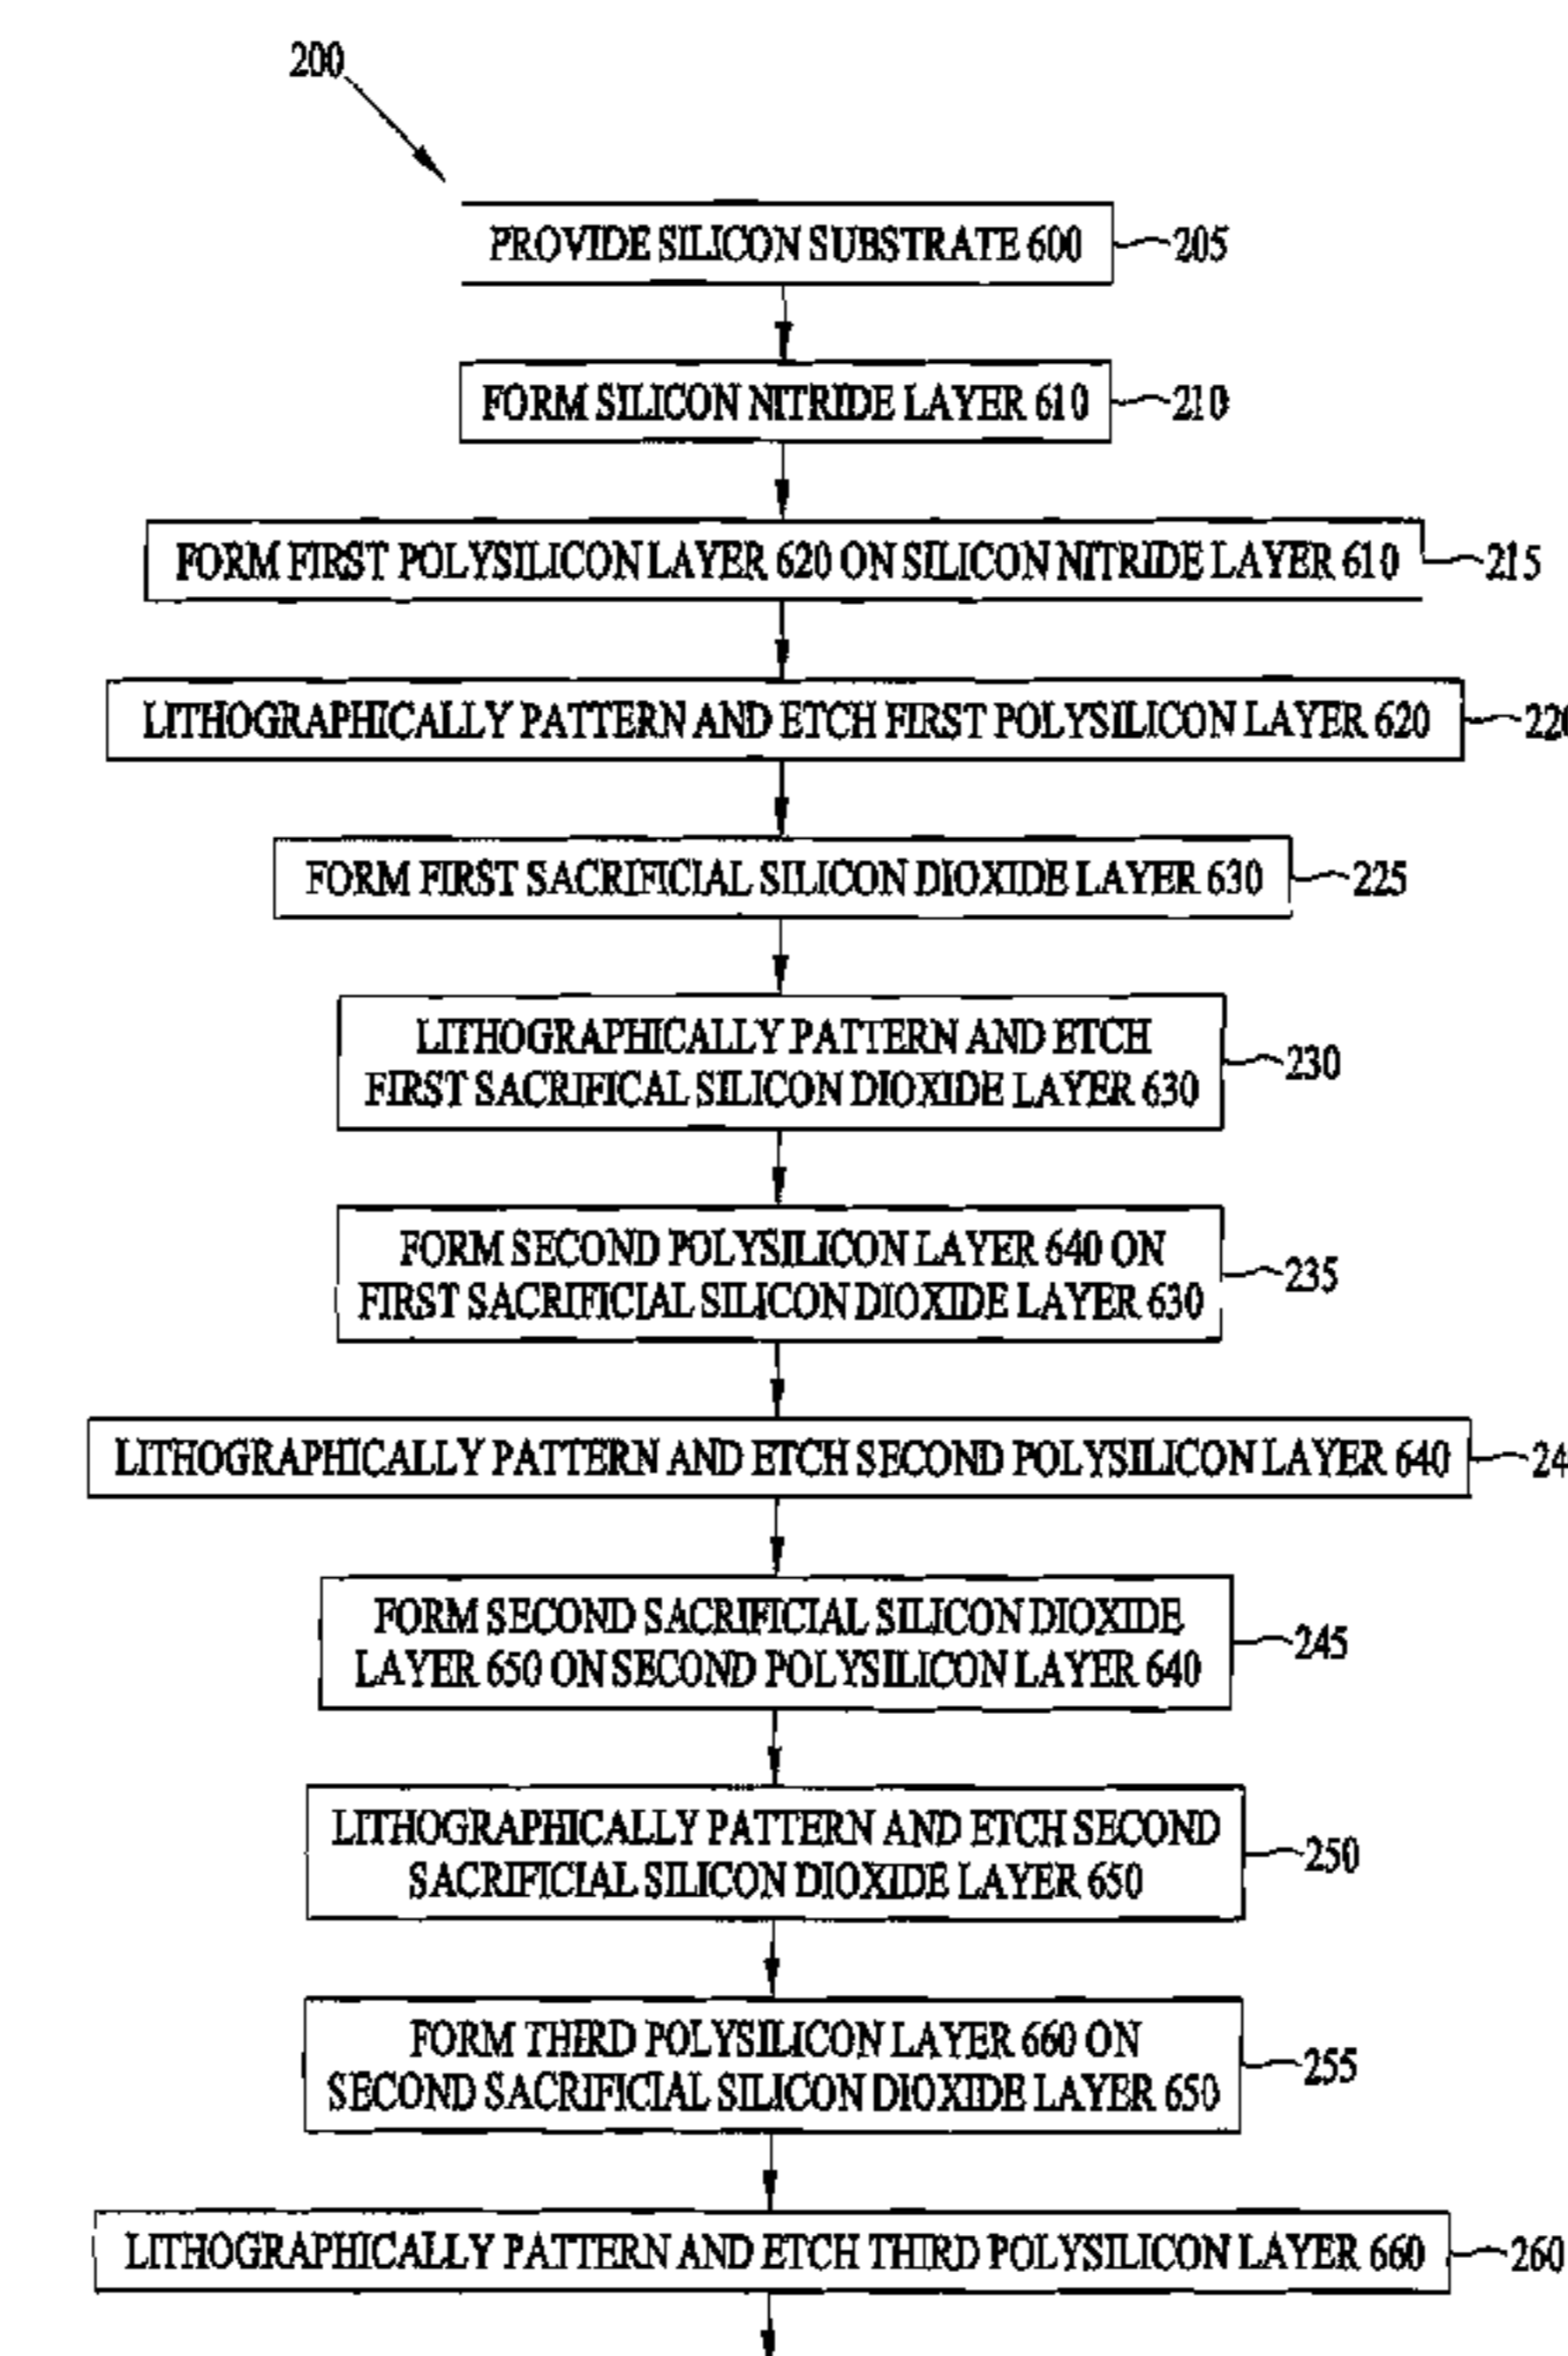 200
PROVIDE SILICON SUBSTRATE 600
205
FORM SILICON NITRIDE LAYER 610
210
FORM FIRST POLYSILICON LAYER 620 ON SILICON NITRIDE LAYER 610
215
LITHOGRAPHICALLY PATTERN AND ETCH FIRST POLYSILICON LAYER 620
220
FORM FIRST SACRIFICIAL SILICON DIOXIDE LAYER 630
225
LITHOGRAPHICALLY PATTERN AND ETCH
FIRST SACRIFICAL SILICON DIOXIDE LAYER 630
230
FORM SECOND POLYSILICON LAYER 640 ON
FIRST SACRIFICIAL SILICON DIOXIDE LAYER 630
235
LITHOGRAPHICALLY PATTERN AND ETCH SECOND POLYSILICON LAYER 640
24
FORM SECOND SACRIFICIAL SILICON DIOXIDE
LAYER 650 ON SECOND POLYSILICON LAYER 640
245
LITHOGRAPHICALLY PATTERN AND ETCH SECOND
SACRIFICIAL SILICON DIOXIDE LAYER 650
250
FORM THIRD POLYSILICON LAYER 660 ON
SECOND SACRIFICIAL SILICON DIOXIDE LAYER 650
255
LITHOGRAPHICALLY PATTERN AND ETCH THIRD POLYSILICON LAYER 660
260